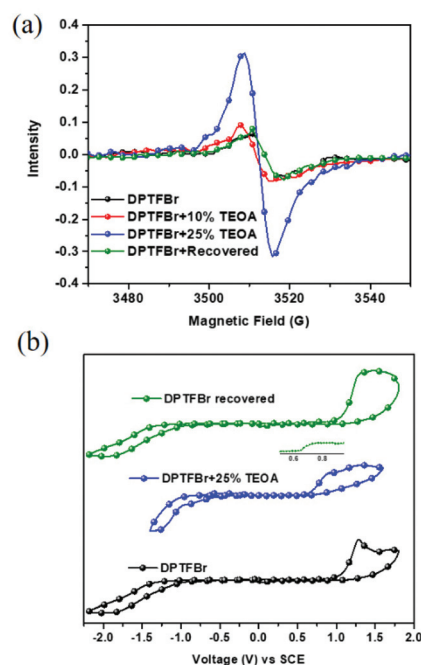 (a)
0.4
0.3
0.2
0.1
0.0
-0.1
-0.2
-0.3
-0.4
Intensity
DPTFBr
DPTFBr+10% TEOA
DPTFBr+25% TEOA
DPTFBr+Recovered
3480 3500 3520 3540
Magnetic Field (G)
(b)
DPTFBr recovered
0.6 0.8
DPTFBr+25% TEOA
DPTFBr
-2.0 -1.5 -1.0 -0.5 0.0 0.5 1.0 1.5 2.0
Voltage (V) vs SCE